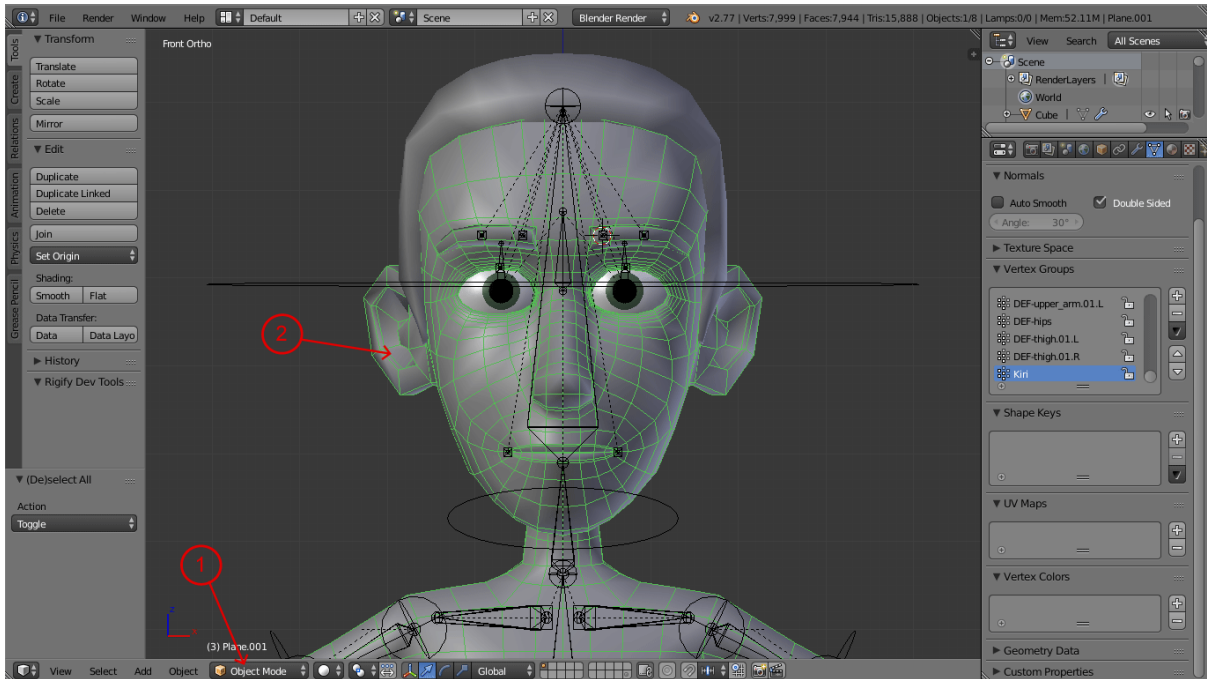 File Render Window Help Default Scene Blender Render v2.77 | Verts:7,999 | Faces:7,944 | Tris:15,888 | Objects:1/8 | Lamps:0/0 | Mem:52.11M | Plane.001
Tools
Create
Relations
Animation
Physics
Grease Pencil
Transform
Translate
Rotate
Scale
Mirror
Edit
Duplicate
Duplicate Linked
Delete
Join
Set Origin
Shading:
Smooth Flat
Data Transfer:
Data Data Layo
History
Rigify Dev Tools
(De)select All
Action
Toggle
Front Ortho
2
1
z
(3) Plane.001
View Select Add Object Object Mode Global
View Search All Scenes
Scene
RenderLayers |
World
Cube |
Normals
Auto Smooth Double Sided
Angle: 30°
Texture Space
Vertex Groups
DEF-upper_arm.01.L
DEF-hips
DEF-thigh.01.L
DEF-thigh.01.R
Kiri
Shape Keys
UV Maps
Vertex Colors
Geometry Data
Custom Properties